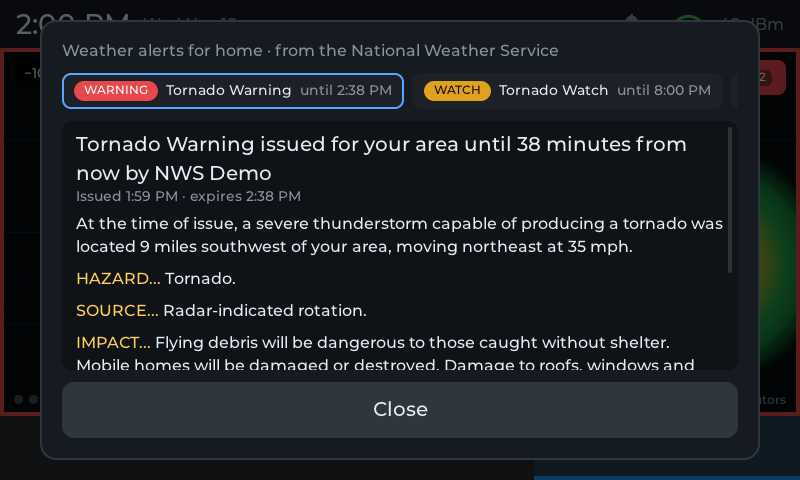 2:00 PM
Weather alerts for home · from the National Weather Service
WARNING Tornado Warning until 2:38 PM
WATCH Tornado Watch until 8:00 PM
Tornado Warning issued for your area until 38 minutes from
now by NWS Demo
Issued 1:59 PM · expires 2:38 PM
At the time of issue, a severe thunderstorm capable of producing a tornado was
located 9 miles southwest of your area, moving northeast at 35 mph.
HAZARD... Tornado.
SOURCE... Radar-indicated rotation.
IMPACT... Flying debris will be dangerous to those caught without shelter.
Mobile homes will be damaged or destroyed. Damage to roofs, windows and
Close